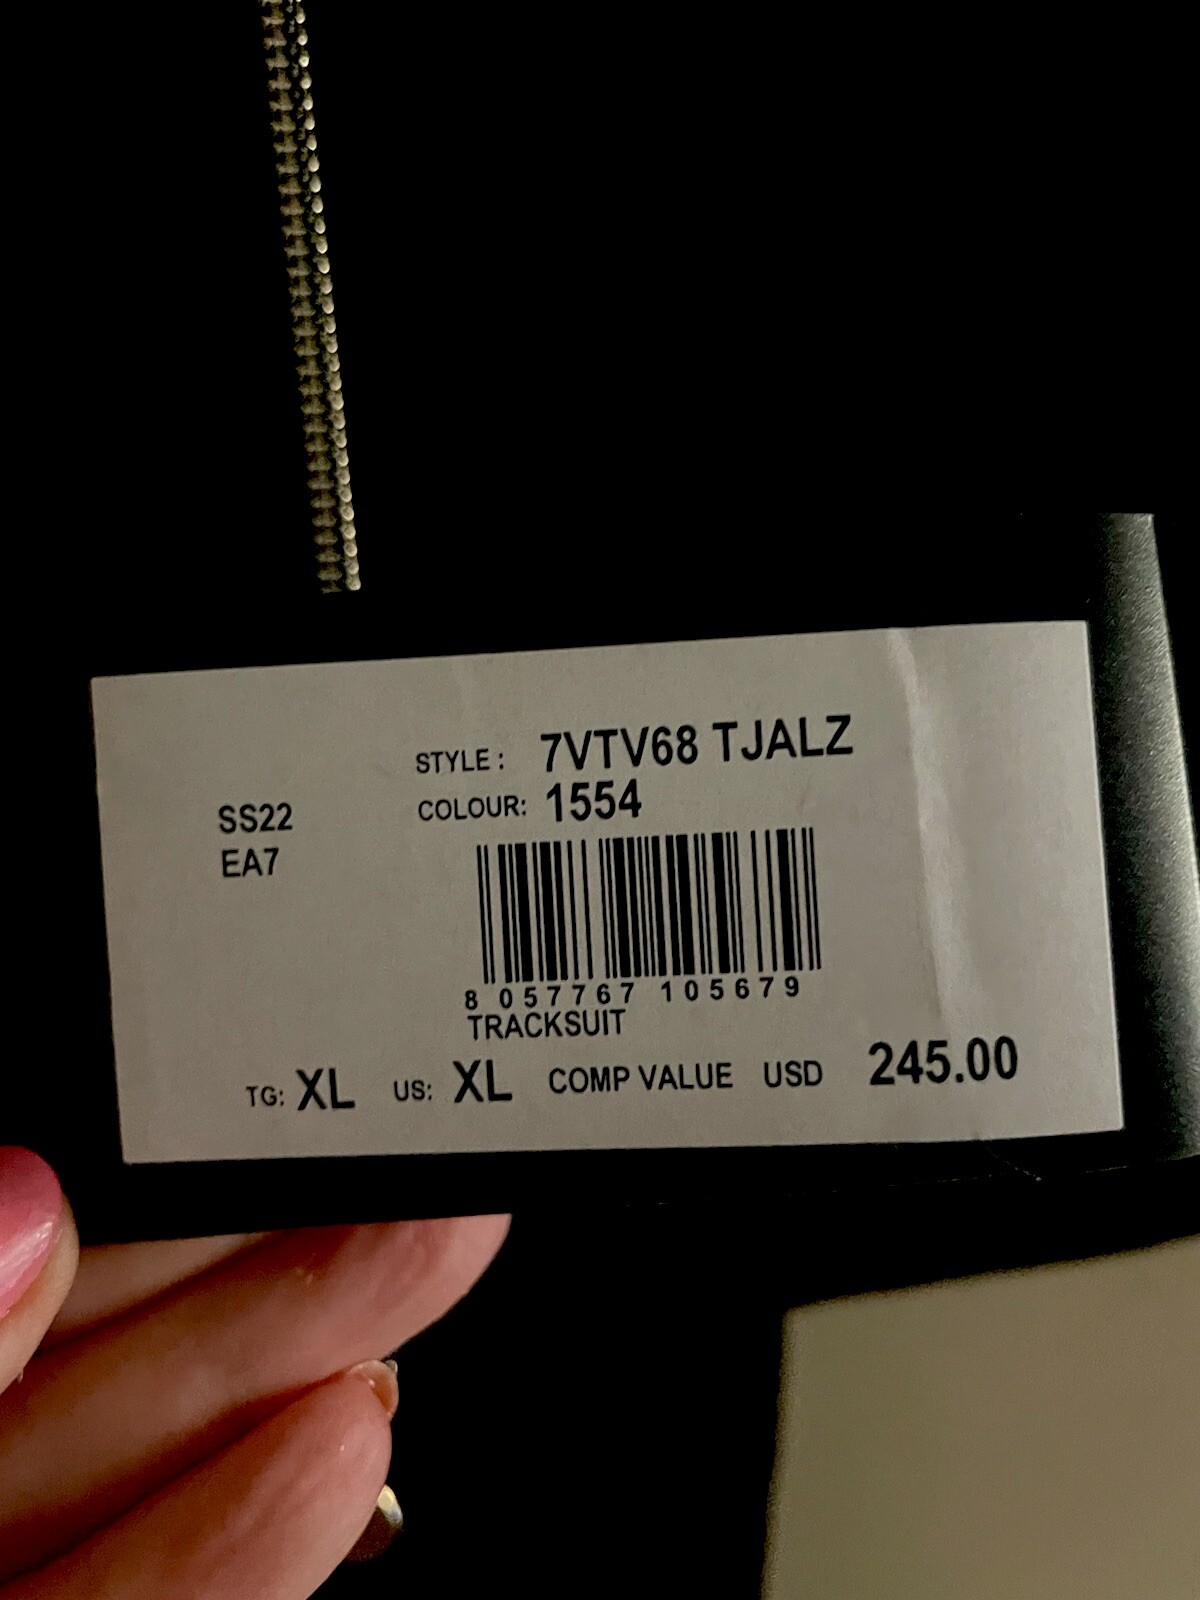 STYLE : 7VTV68 TJALZ
SS22 COLOUR: 1554
EA7
8 057767 105679
TRACKSUIT
TG: XL US: XL COMP VALUE USD 245.00